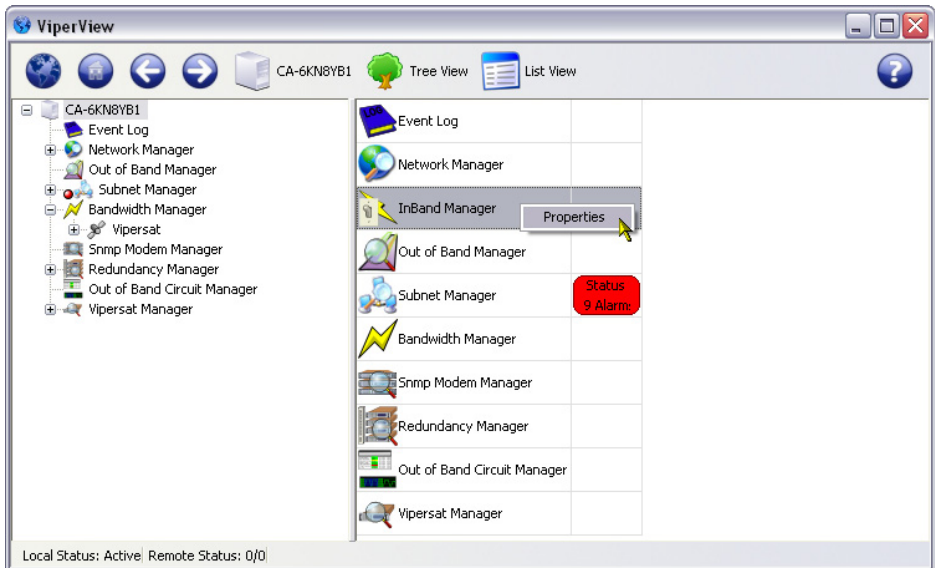 ViperView
CA-6KN8YB1 Tree View List View
CA-6KN8YB1
Event Log
Network Manager
Out of Band Manager
Subnet Manager
Bandwidth Manager
Vipersat
Snmp Modem Manager
Redundancy Manager
Out of Band Circuit Manager
Vipersat Manager
LOG
Event Log
Network Manager
InBand Manager
Properties
Out of Band Manager
Subnet Manager
Status
9 Alarm:
Bandwidth Manager
Snmp Modem Manager
Redundancy Manager
Out of Band Circuit Manager
Vipersat Manager
Local Status: Active Remote Status: 0/0